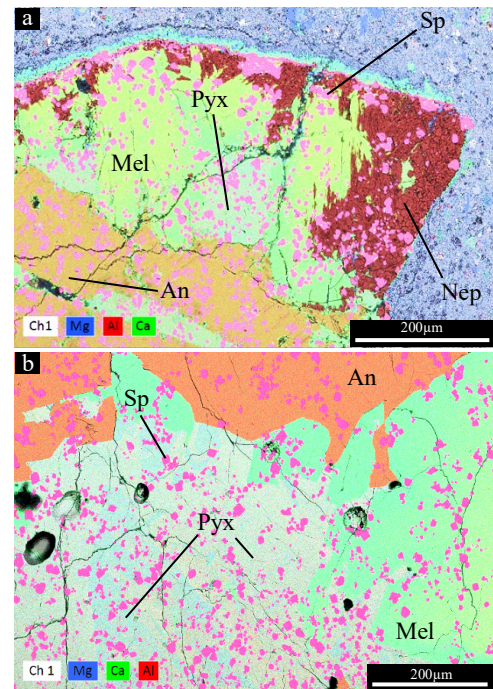 a
Sp
Pyx
Mel
An
Nep
Ch1 Mg Al Ca
200µm
b
An
Sp
Pyx
Mel
Ch 1 Mg Ca Al
200µm